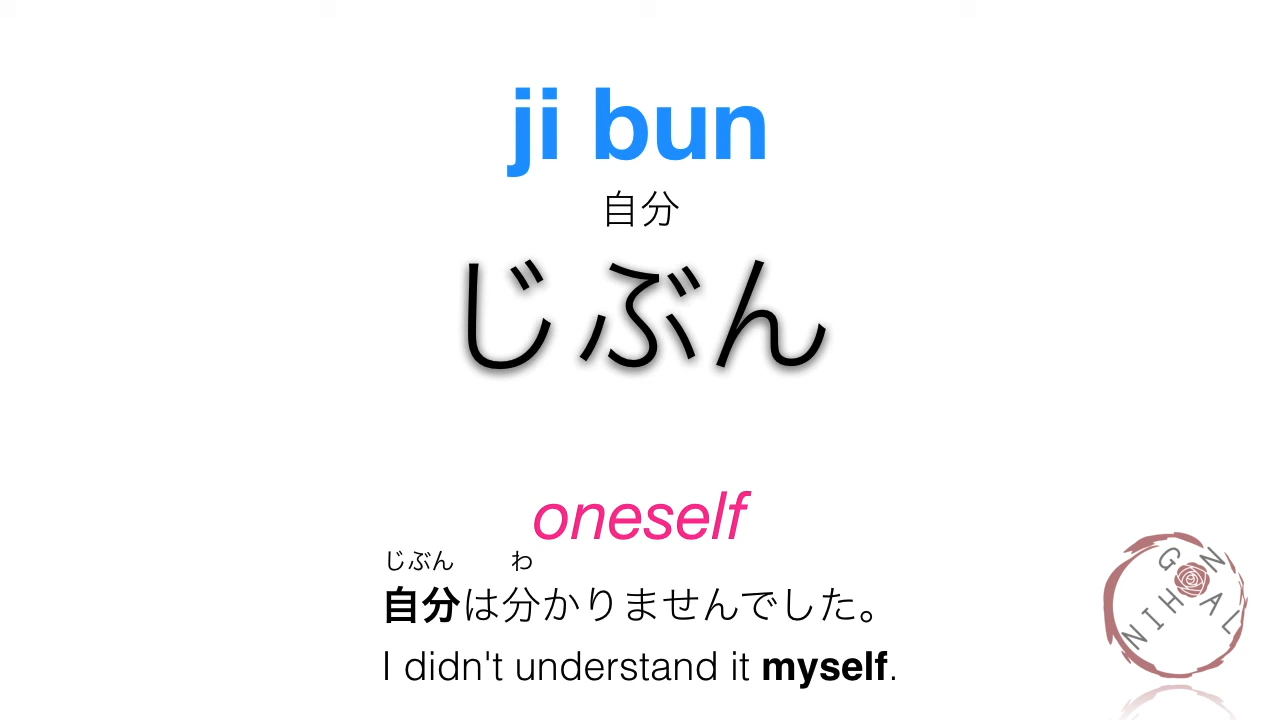 ji bun
自分
じぶん
oneself
じぶん わ
自分は分かりませんでした。
I didn't understand it myself.
NIHONGO